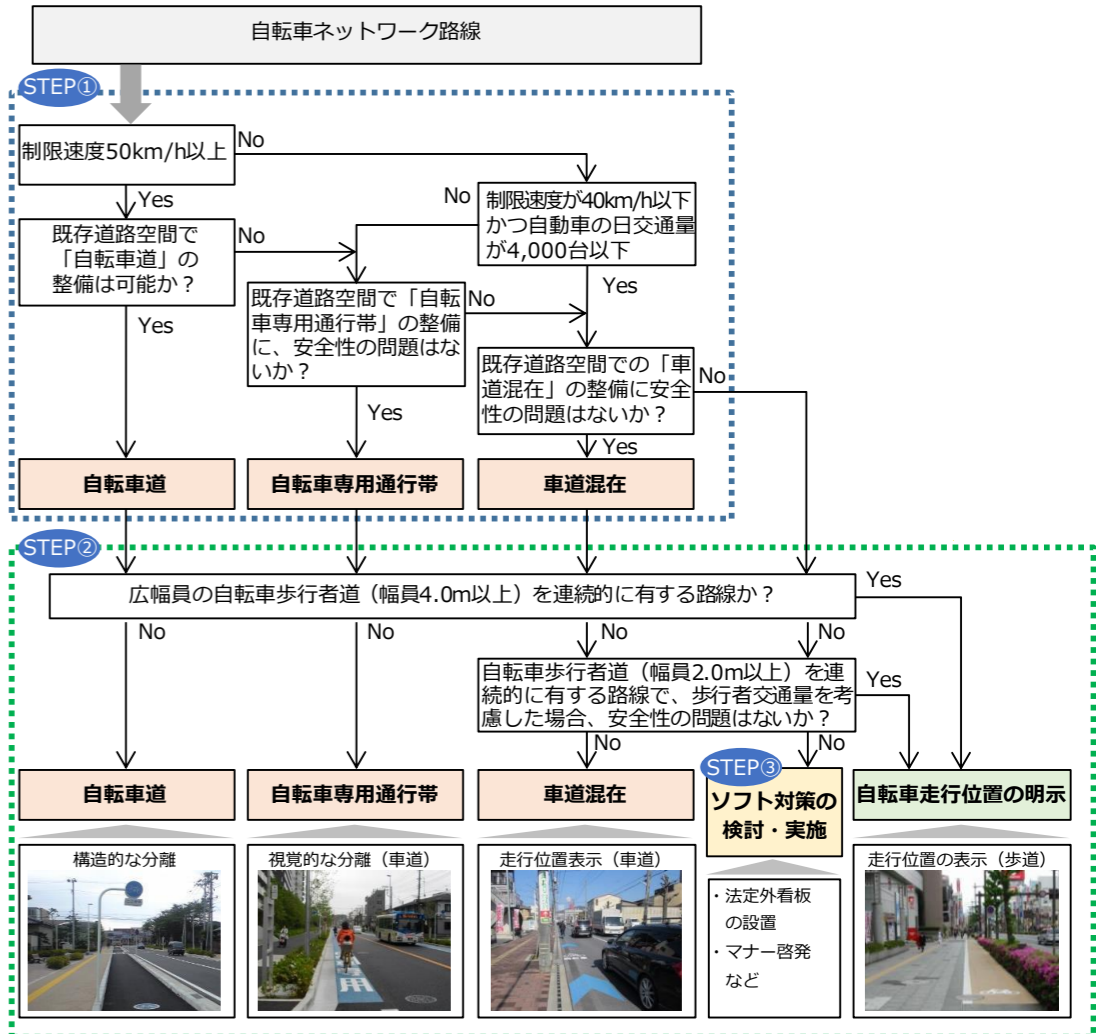 自転車ネットワーク路線
STEP①
制限速度50km/h以上
No
Yes
No
制限速度が40km/h以下
かつ自動車の日交通量
が4,000台以下
既存道路空間で
「自転車道」の
整備は可能か？
No
Yes
Yes
既存道路空間で「自転
車専用通行帯」の整備
に、安全性の問題はな
いか？
No
Yes
既存道路空間での「車
道混在」の整備に安全
性の問題はないか？
No
Yes
自転車道
自転車専用通行帯
車道混在
STEP②
広幅員の自転車歩行者道（幅員4.0m以上）を連続的に有する路線か？
Yes
No
No
No
No
自転車歩行者道（幅員2.0m以上）を連
続的に有する路線で、歩行者交通量を考
慮した場合、安全性の問題はないか？
Yes
No
No
STEP③
自転車道
自転車専用通行帯
車道混在
ソフト対策の
検討・実施
自転車走行位置の明示
構造的な分離
視覚的な分離（車道）
走行位置表示（車道）
・法定外看板
の設置
・マナー啓発
など
走行位置の表示（歩道）